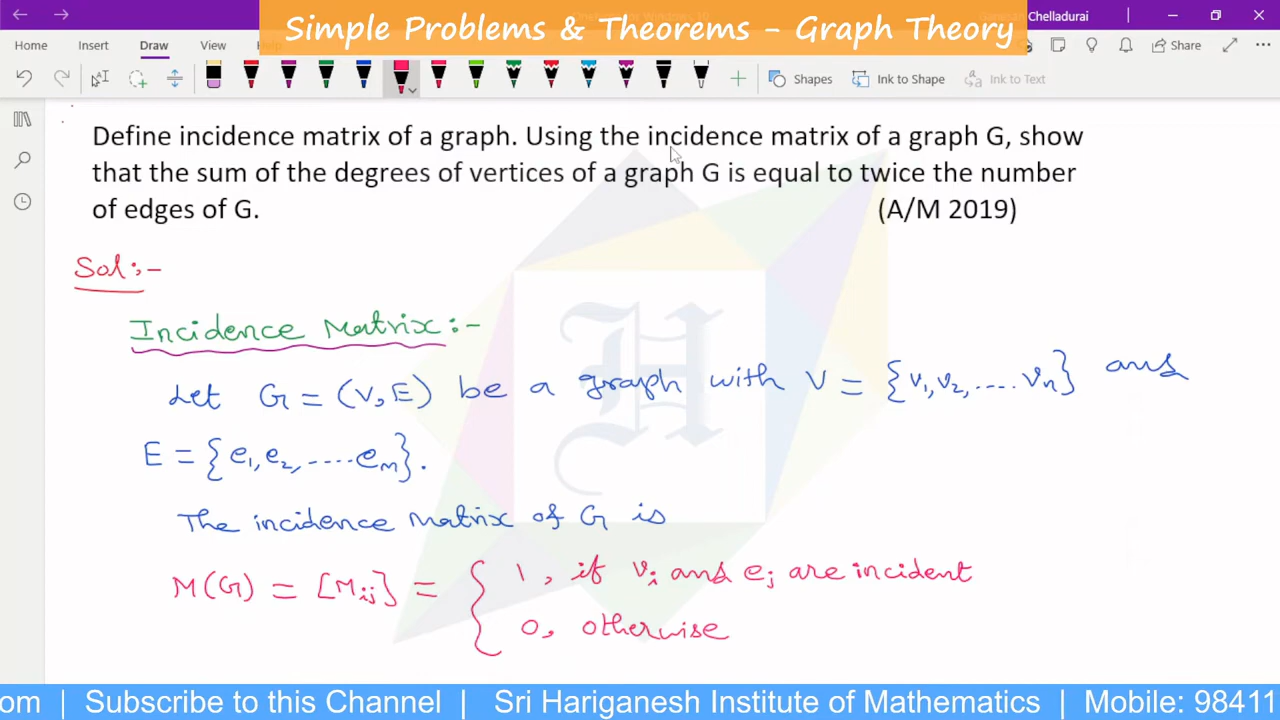 Simple Problems & Theorems - Graph Theory
Chelladurai
Home Insert Draw View
Share
Shapes Ink to Shape Ink to Text
Define incidence matrix of a graph. Using the incidence matrix of a graph G, show
that the sum of the degrees of vertices of a graph G is equal to twice the number
of edges of G. (A/M 2019)
Sol:-
Incidence Matrix:-
Let G = (V, E) be a graph with V = {v₁, v₂, .... vₙ} and
E = {e₁, e₂, ..... eₘ}.
The incidence matrix of G is
M(G) = [Mᵢⱼ] = { 1, if vᵢ and eⱼ are incident
0, otherwise
om | Subscribe to this Channel | Sri Hariganesh Institute of Mathematics | Mobile: 98411